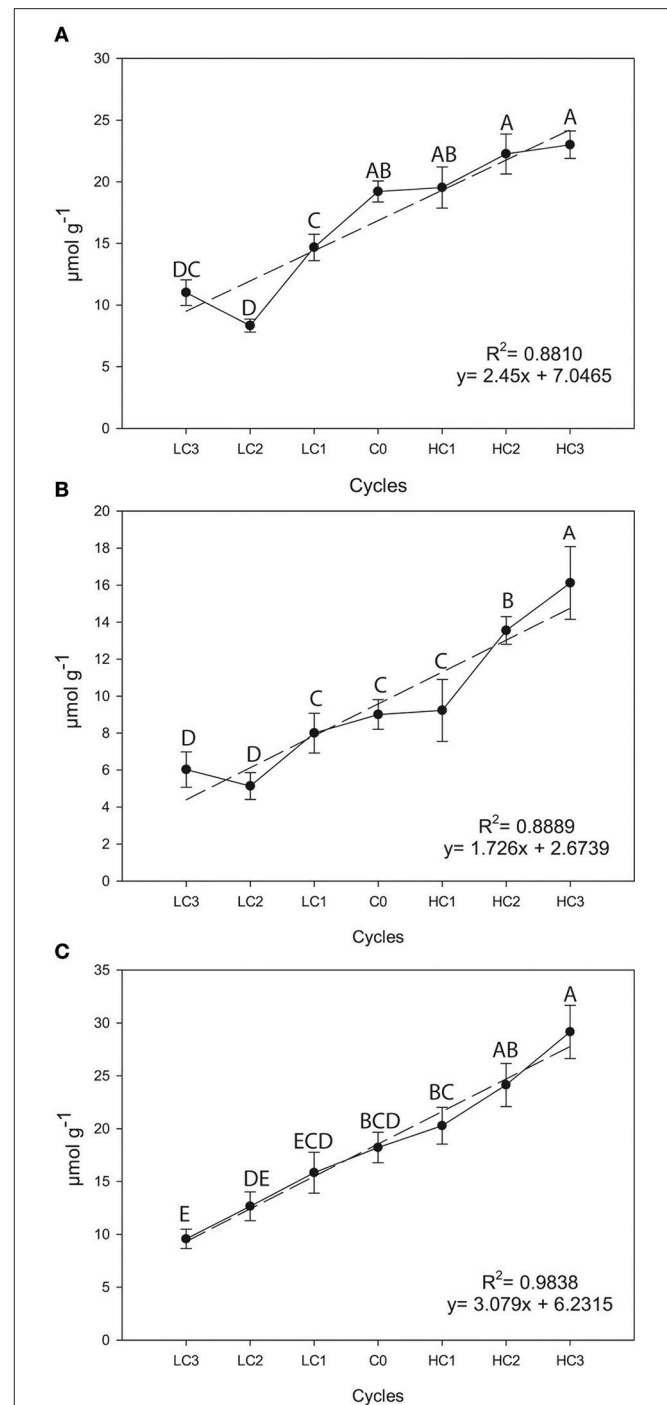 A
30
25
20
15
10
5
0
µmol g-1
DC
D
C
AB
AB
A
A
R2= 0.8810
y= 2.45x + 7.0465
LC3 LC2 LC1 C0 HC1 HC2 HC3
Cycles
B
20
18
16
14
12
10
8
6
4
2
0
µmol g-1
D
D
C
C
C
B
A
R2= 0.8889
y= 1.726x + 2.6739
LC3 LC2 LC1 C0 HC1 HC2 HC3
Cycles
C
35
30
25
20
15
10
5
0
µmol g-1
E
DE
ECD
BCD
BC
AB
A
R2= 0.9838
y= 3.079x + 6.2315
LC3 LC2 LC1 C0 HC1 HC2 HC3
Cycles